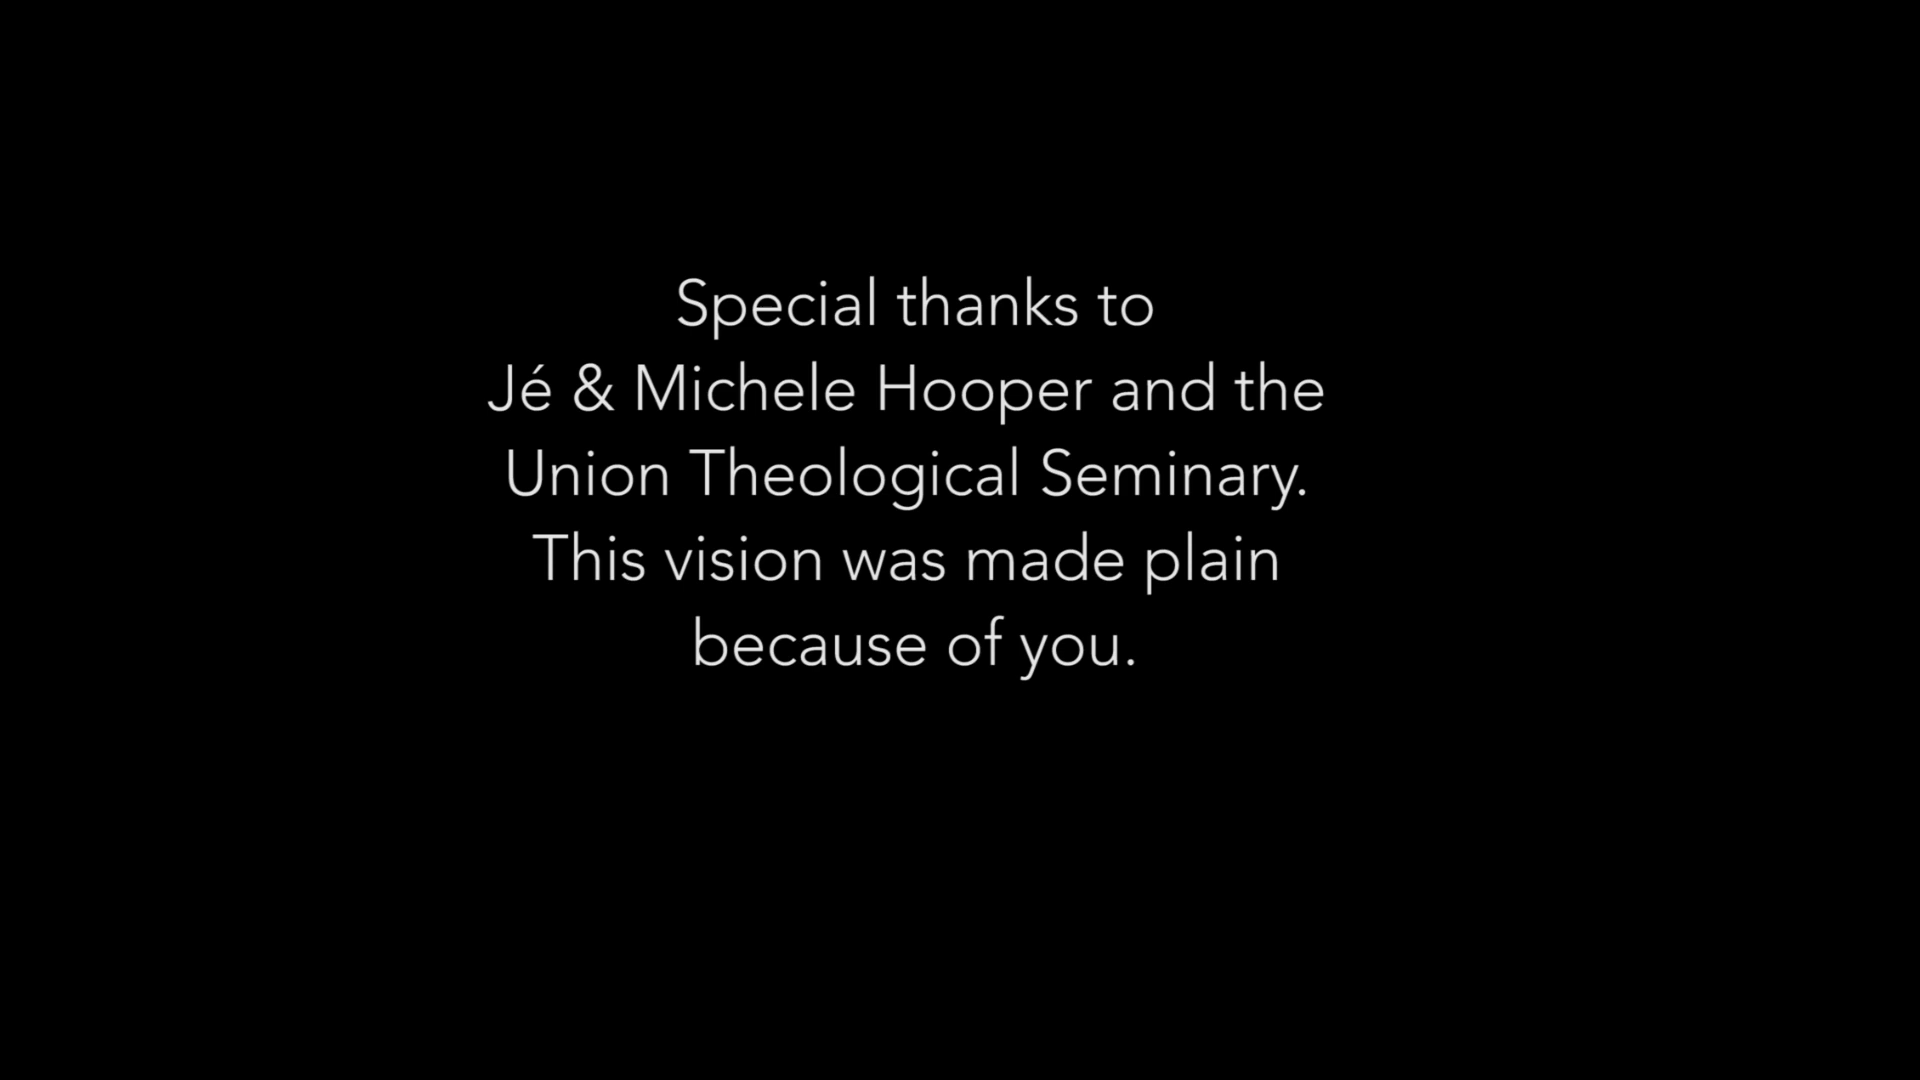 Special thanks to
Jé & Michele Hooper and the
Union Theological Seminary.
This vision was made plain
because of you.